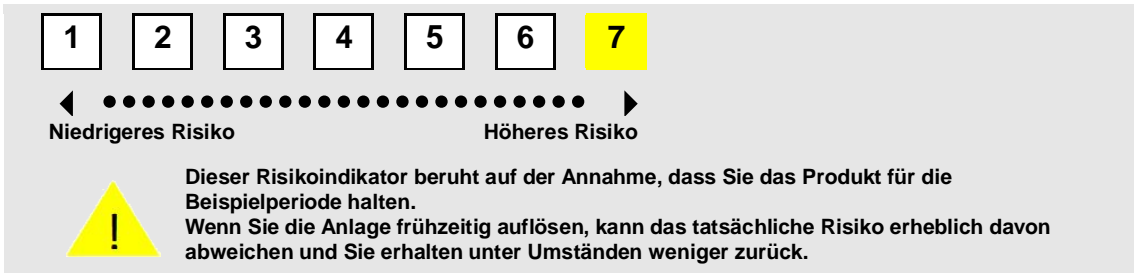 1 2 3 4 5 6 7
Niedrigeres Risiko Höheres Risiko
Dieser Risikoindikator beruht auf der Annahme, dass Sie das Produkt für die
Beispielperiode halten.
Wenn Sie die Anlage frühzeitig auflösen, kann das tatsächliche Risiko erheblich davon
abweichen und Sie erhalten unter Umständen weniger zurück.
!